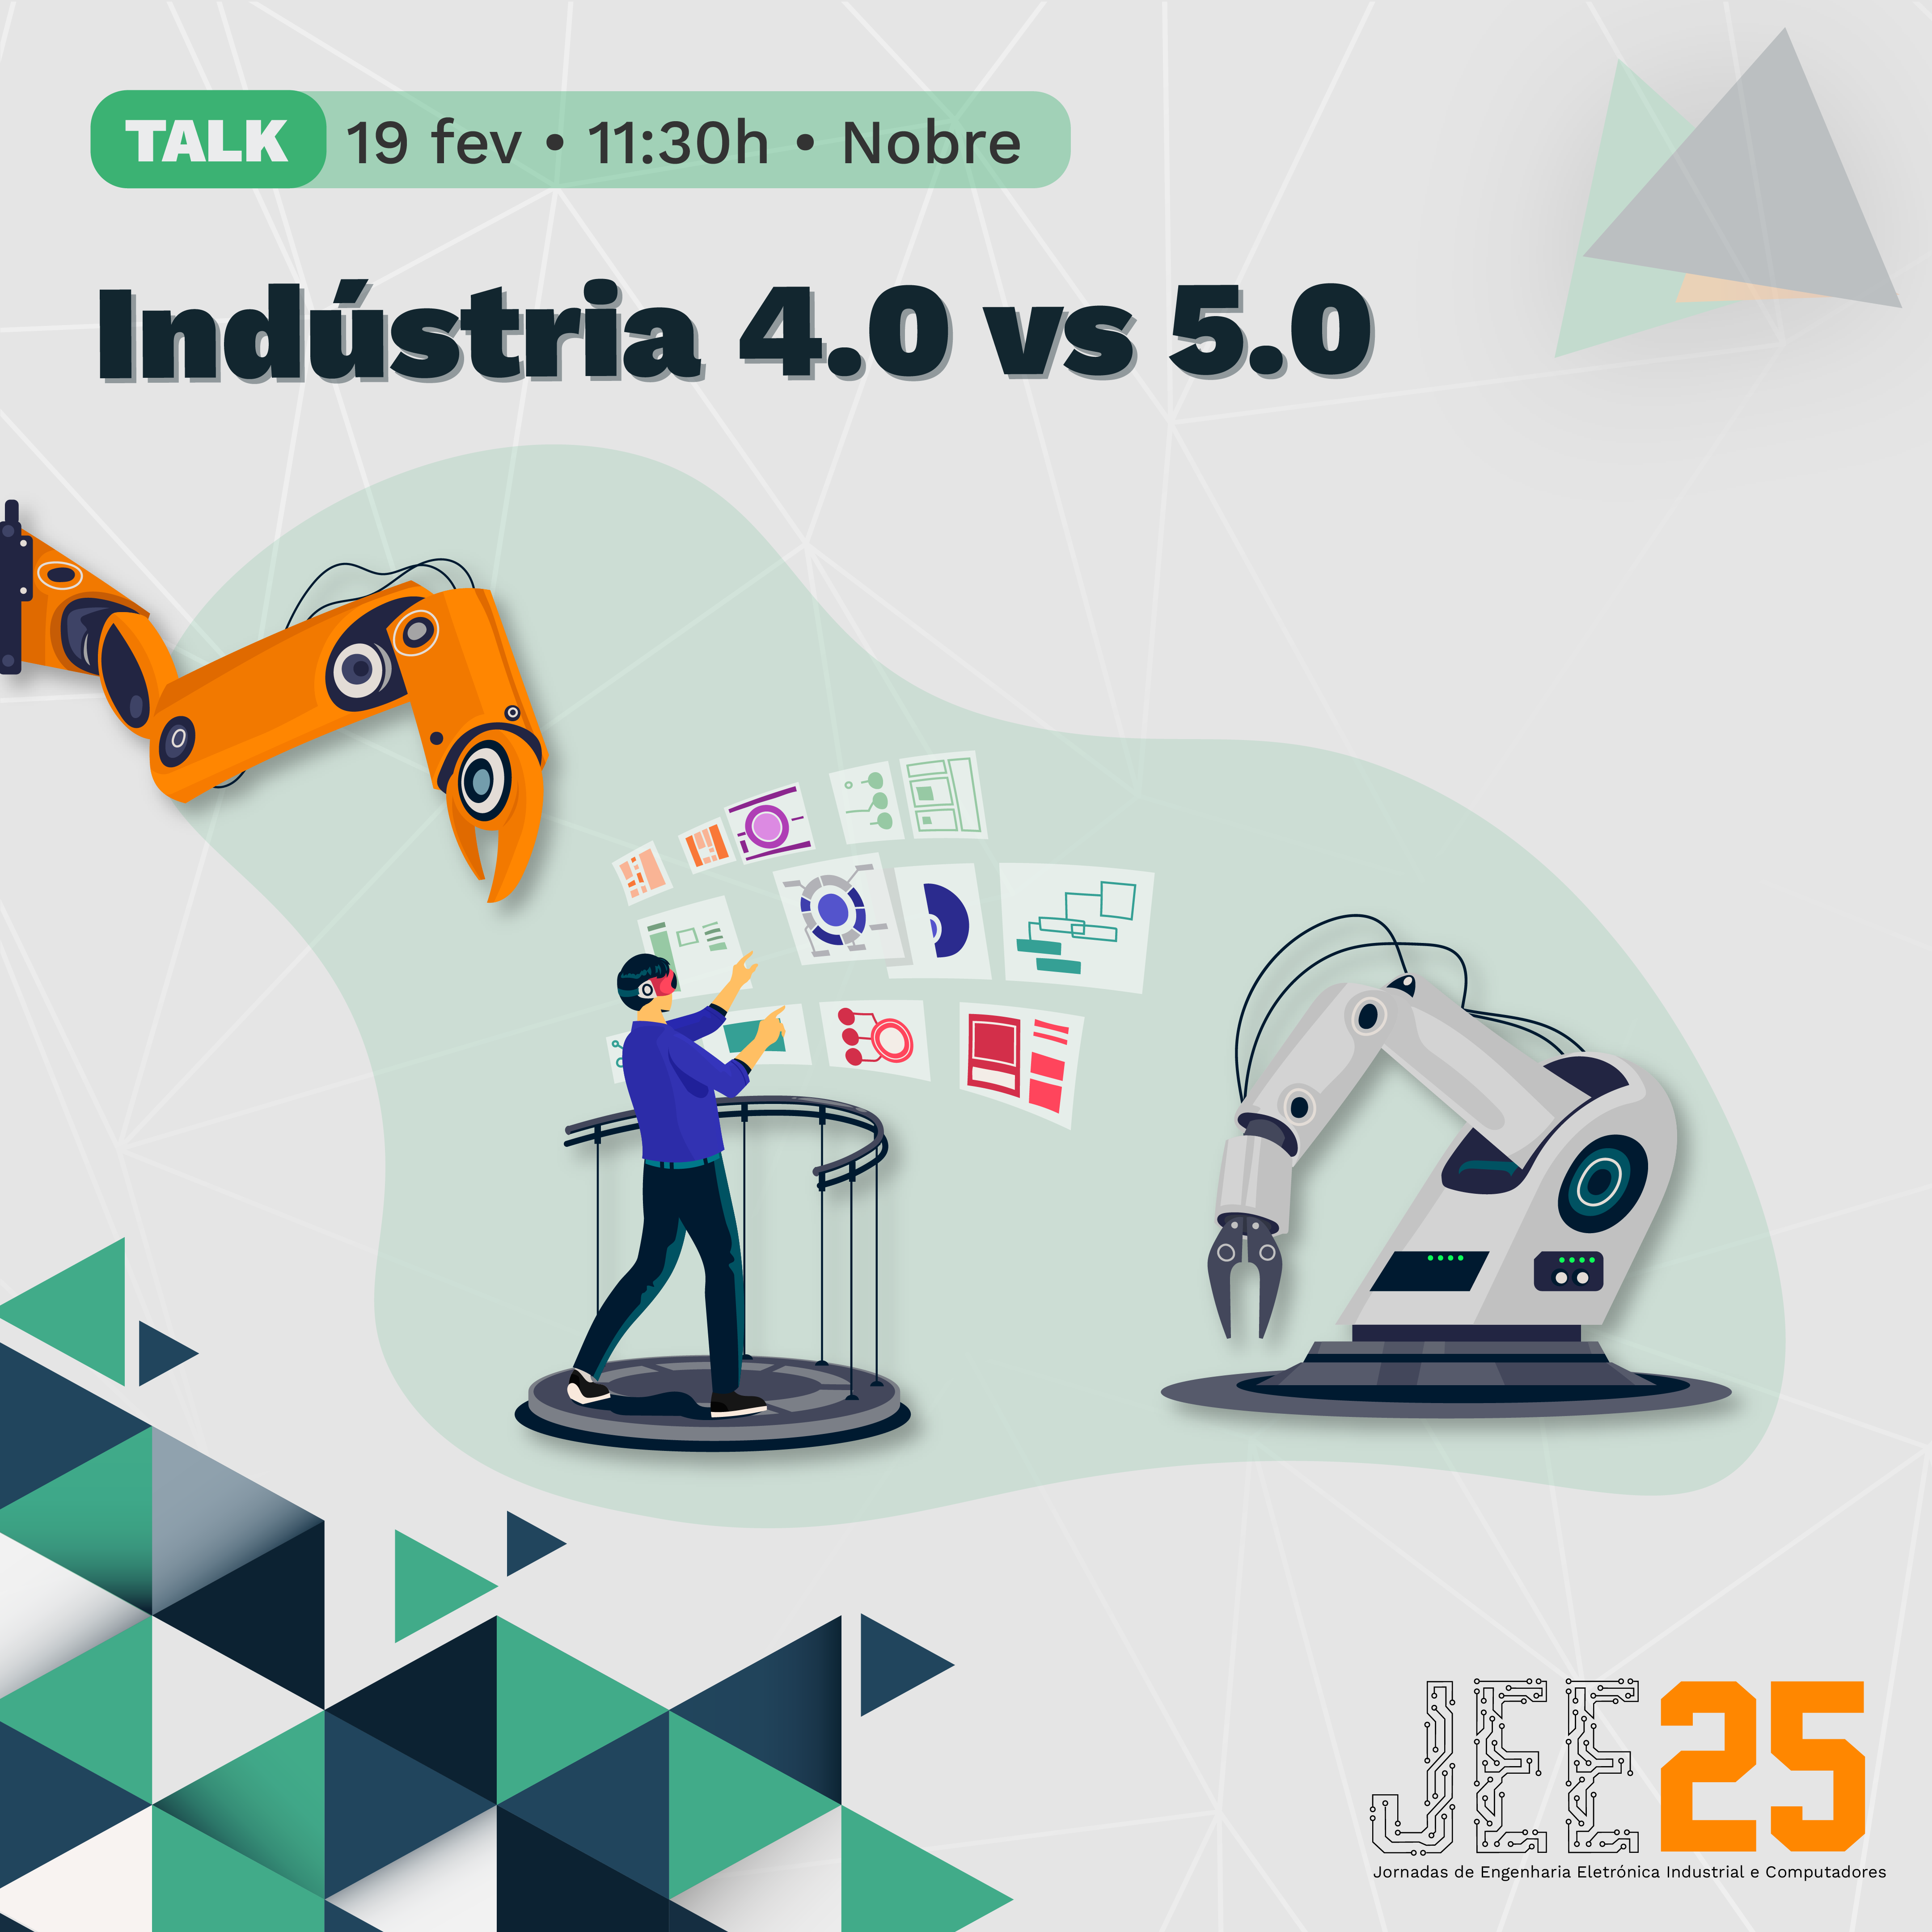 TALK 19 fev • 11:30h • Nobre
Indústria 4.0 vs 5.0
JEE25
Jornadas de Engenharia Eletrónica Industrial e Computadores